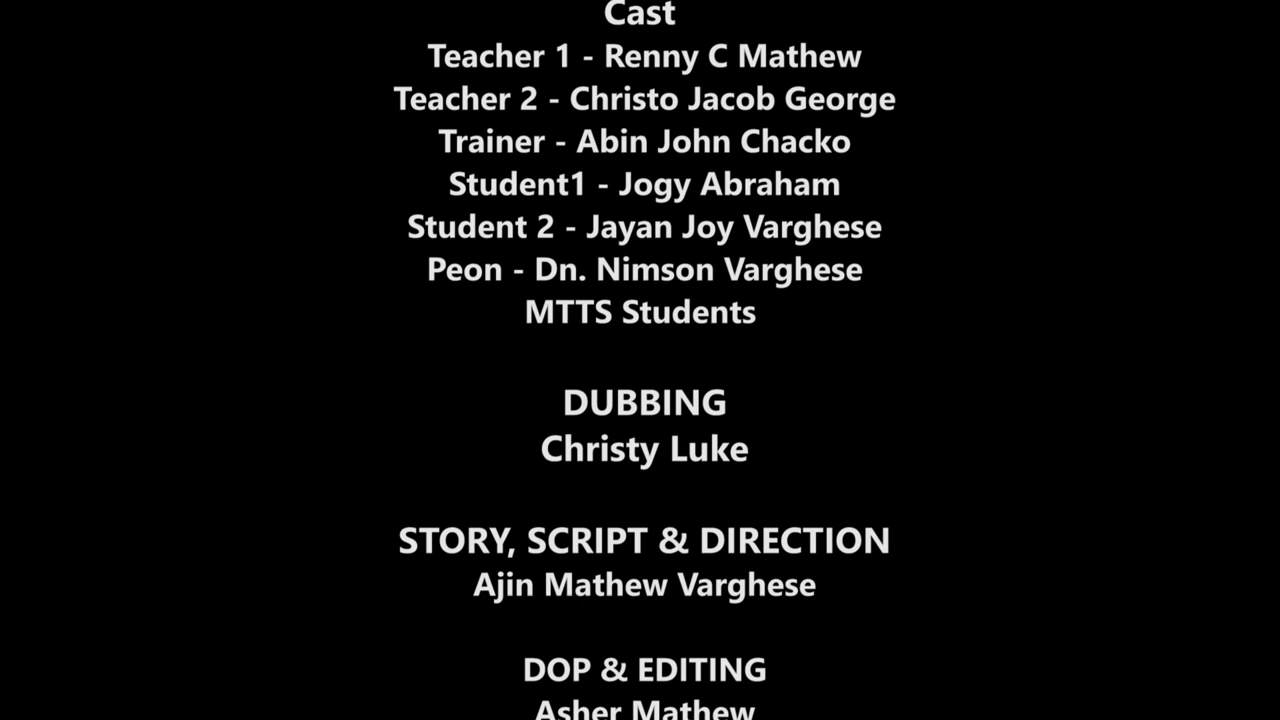 Cast
Teacher 1 - Renny C Mathew
Teacher 2 - Christo Jacob George
Trainer - Abin John Chacko
Student1 - Jogy Abraham
Student 2 - Jayan Joy Varghese
Peon - Dn. Nimson Varghese
MTTS Students
DUBBING
Christy Luke
STORY, SCRIPT & DIRECTION
Ajin Mathew Varghese
DOP & EDITING
Asher Mathew